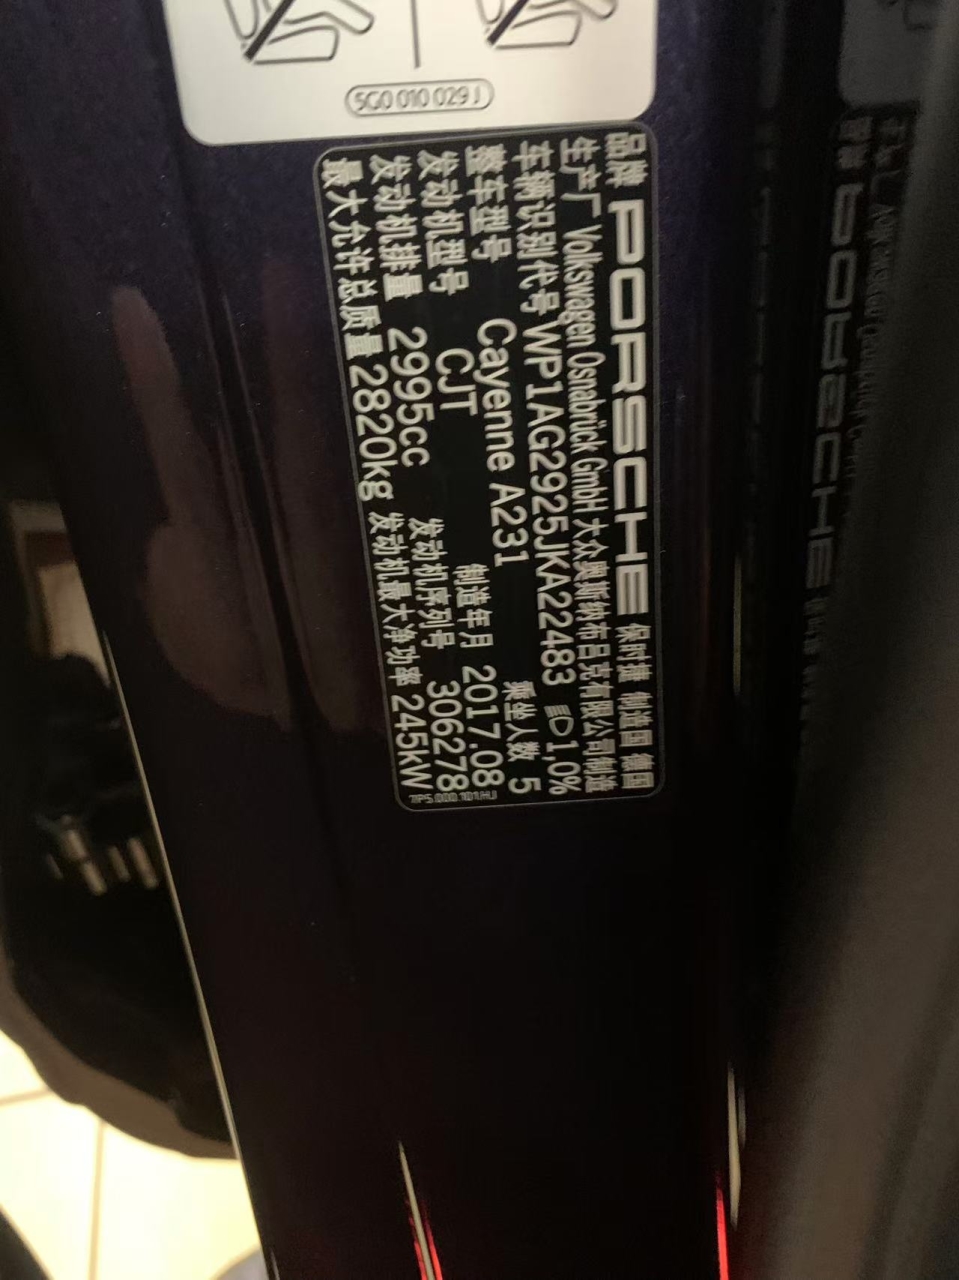 5G0 010 029 J
品牌 PORSCHE 保时捷 制造国 德国
生产厂 Volkswagen Osnabrück GmbH 大众奥斯纳布吕克有限公司制造
车辆识别代号 WP1AG2925JKA22483 1,0%
整车型号 Cayenne A231 乘坐人数 5
发动机型号 CJT 制造年月 2017.08
发动机排量 2995cc 发动机序列号 306278
最大允许总质量 2820kg 发动机最大净功率 245kW
7P5.000.101.HJ